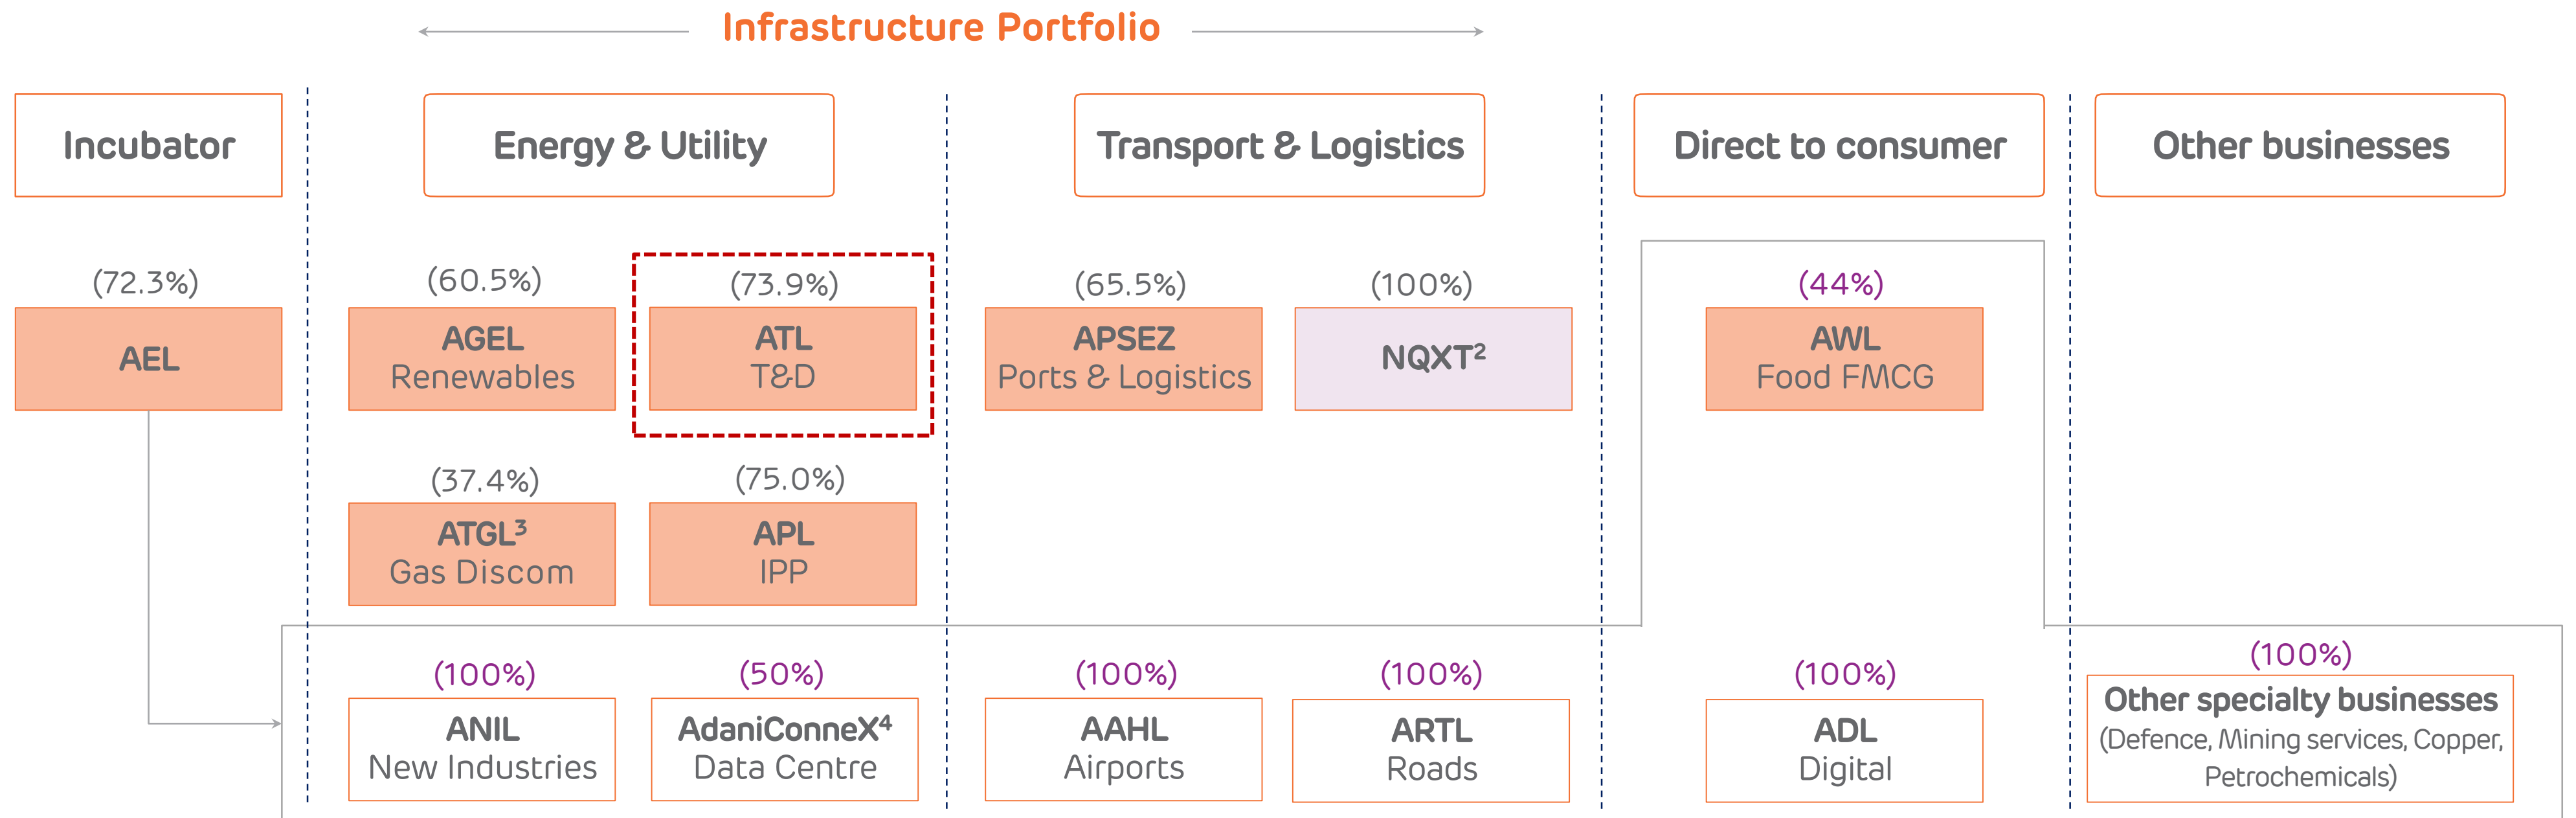 Infrastructure Portfolio
Incubator
Energy & Utility
Transport & Logistics
Direct to consumer
Other businesses
(72.3%)
AEL
(60.5%)
AGEL
Renewables
(73.9%)
ATL
T&D
(65.5%)
APSEZ
Ports & Logistics
(100%)
NQXT²
(44%)
AWL
Food FMCG
(37.4%)
ATGL³
Gas Discom
(75.0%)
APL
IPP
(100%)
ANIL
New Industries
(50%)
AdaniConneX⁴
Data Centre
(100%)
AAHL
Airports
(100%)
ARTL
Roads
(100%)
ADL
Digital
(100%)
Other specialty businesses
(Defence, Mining services, Copper,
Petrochemicals)